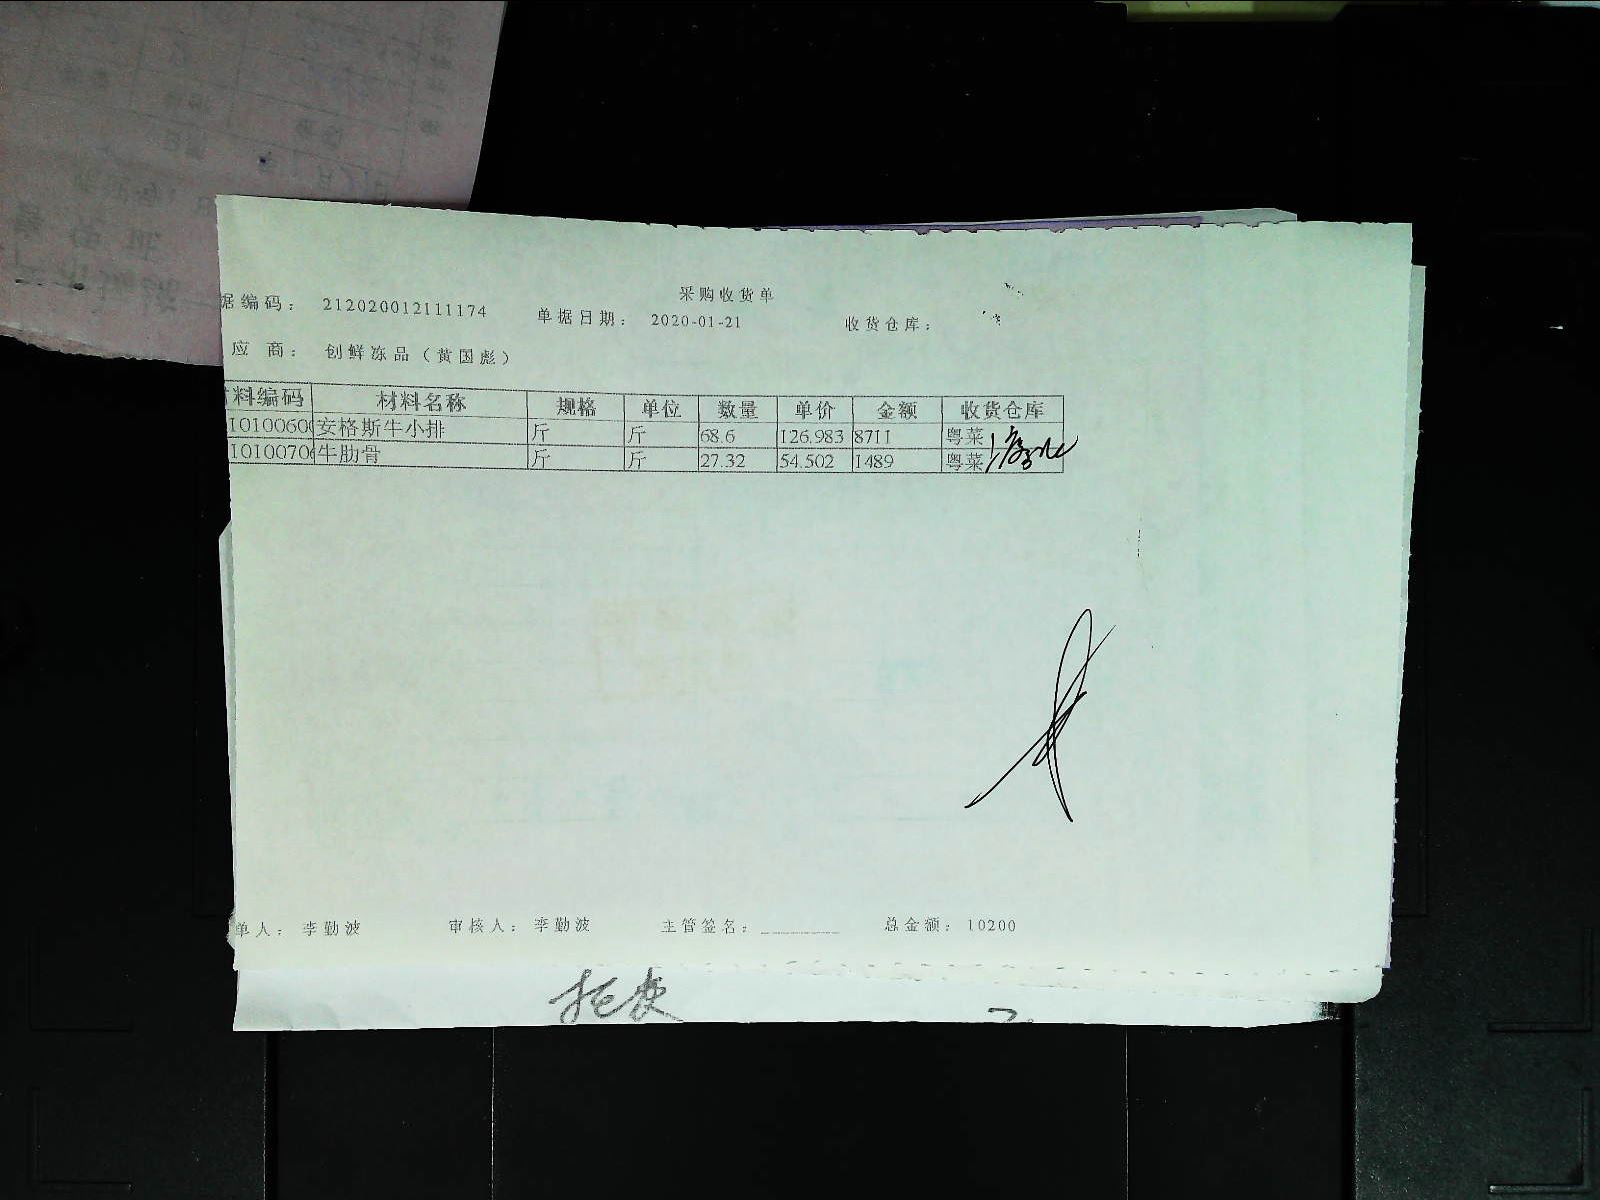 采购收货单
据编码： 212020012111174 单据日期： 2020-01-21 收货仓库：
应 商： 创鲜冻品（黄国彪）
料编码 材料名称 规格 单位 数量 单价 金额 收货仓库
1010060 安格斯牛小排 斤 斤 68.6 126.983 8711 粤菜
1010070 牛肋骨 斤 斤 27.32 54.502 1489 粤菜
单人： 李勤波 审核人： 李勤波 主管签名： 总金额： 10200